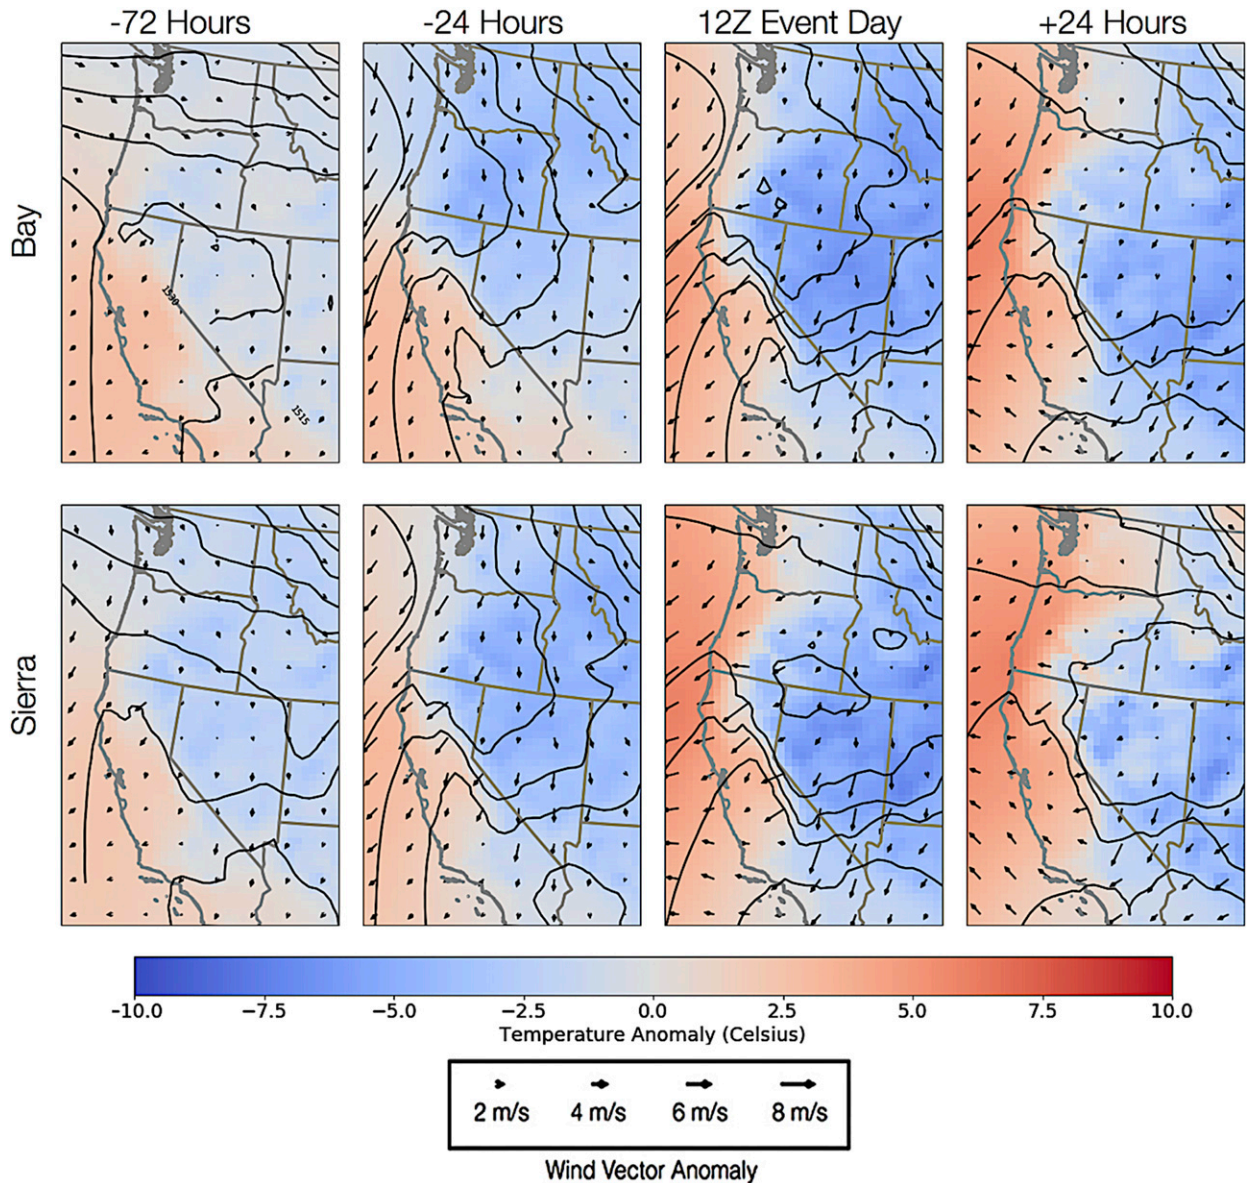 -72 Hours -24 Hours 12Z Event Day +24 Hours
Bay
1530
1515
Sierra
-10.0 -7.5 -5.0 -2.5 0.0 2.5 5.0 7.5 10.0
Temperature Anomaly (Celsius)
2 m/s 4 m/s 6 m/s 8 m/s
Wind Vector Anomaly